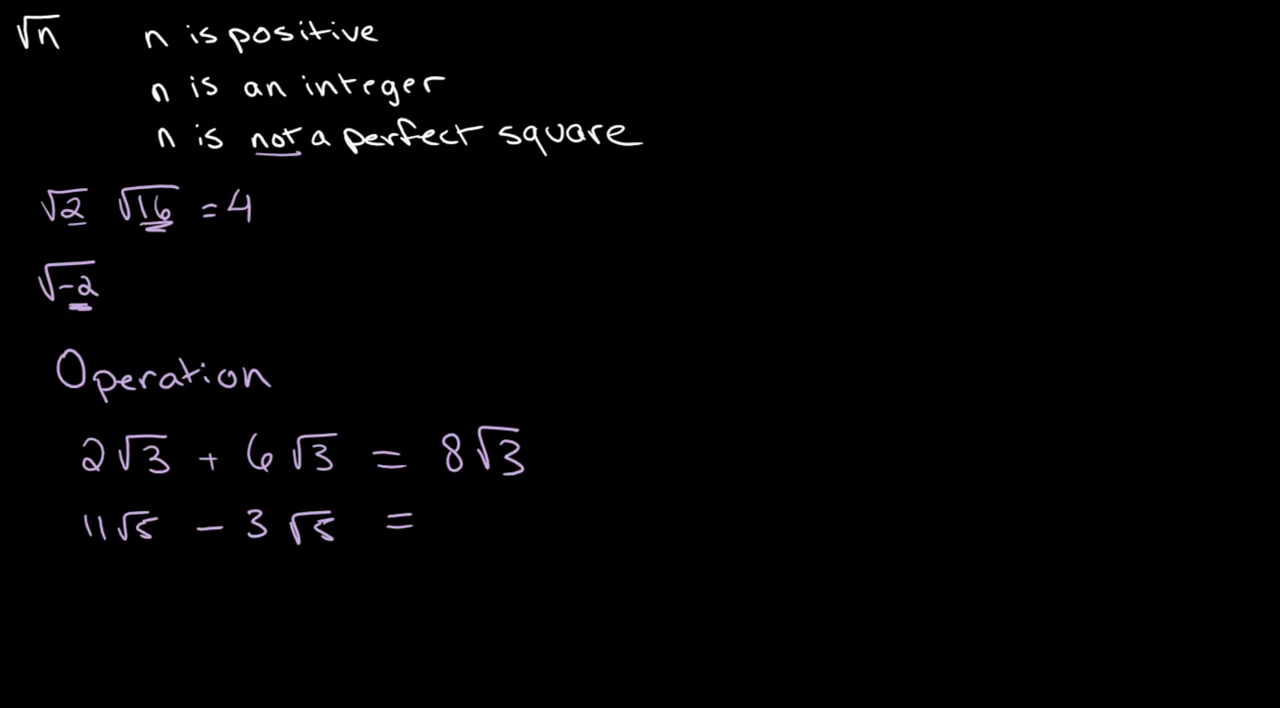 √n n is positive
n is an integer
n is not a perfect square
√2 √16 = 4
√-2
Operation
2√3 + 6√3 = 8√3
11√5 - 3√5 =